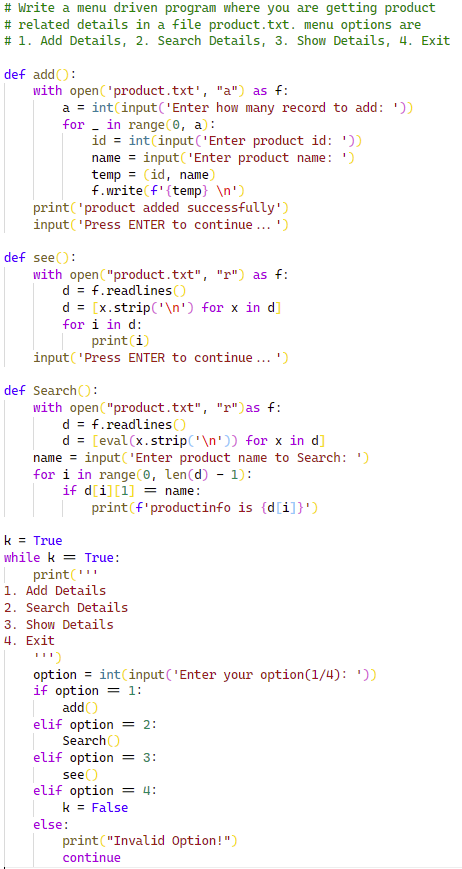 # Write a menu driven program where you are getting product
# related details in a file product.txt. menu options are
# 1. Add Details, 2. Search Details, 3. Show Details, 4. Exit

def add():
    with open('product.txt', "a") as f:
        a = int(input('Enter how many record to add: '))
        for _ in range(0, a):
            id = int(input('Enter product id: '))
            name = input('Enter product name: ')
            temp = (id, name)
            f.write(f'{temp} \n')
    print('product added successfully')
    input('Press ENTER to continue...')

def see():
    with open("product.txt", "r") as f:
        d = f.readlines()
        d = [x.strip('\n') for x in d]
        for i in d:
            print(i)
    input('Press ENTER to continue...')

def Search():
    with open("product.txt", "r")as f:
        d = f.readlines()
        d = [eval(x.strip('\n')) for x in d]
    name = input('Enter product name to Search: ')
    for i in range(0, len(d) - 1):
        if d[i][1] == name:
            print(f'productinfo is {d[i]}')

k = True
while k == True:
    print('''
1. Add Details
2. Search Details
3. Show Details
4. Exit
    ''')
    option = int(input('Enter your option(1/4): '))
    if option == 1:
        add()
    elif option == 2:
        Search()
    elif option == 3:
        see()
    elif option == 4:
        k = False
    else:
        print("Invalid Option!")
        continue